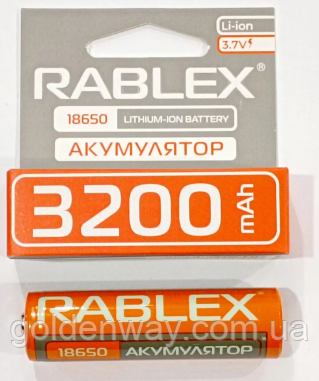 Li-ion
3.7V
RABLEX®
18650 LITHIUM-ION BATTERY
АКУМУЛЯТОР
3200 mAh
RABLEX
goldenway.com.ua
18650 АКУМУЛЯТОР